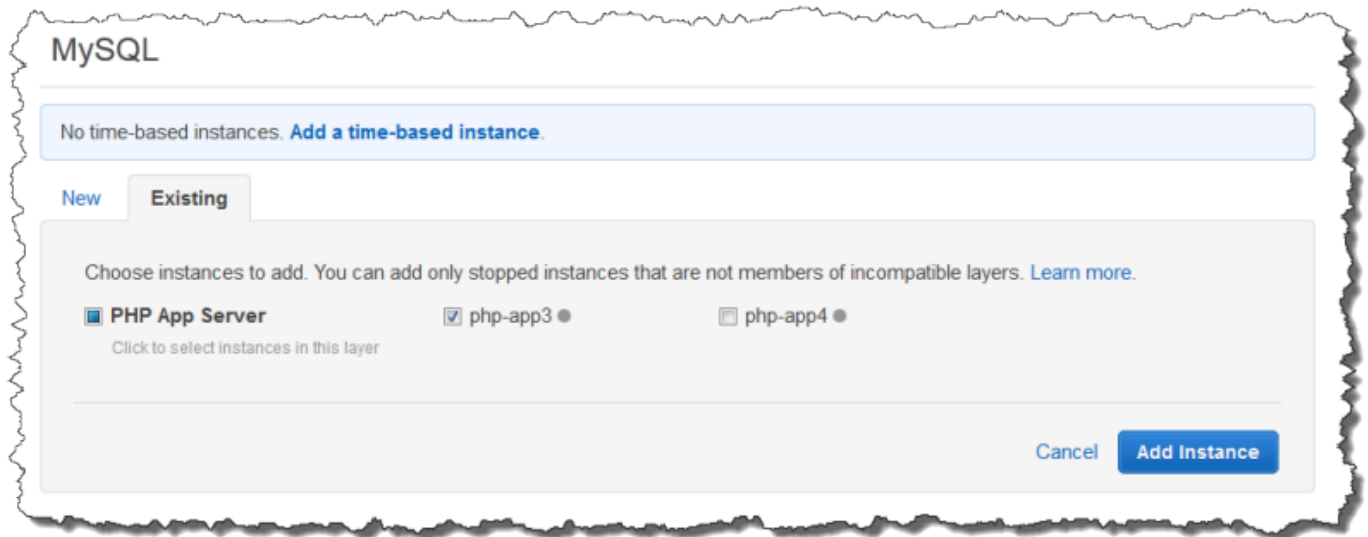 MySQL
No time-based instances. Add a time-based instance.
New Existing
Choose instances to add. You can add only stopped instances that are not members of incompatible layers. Learn more.
PHP App Server php-app3 php-app4
Click to select instances in this layer
Cancel Add Instance